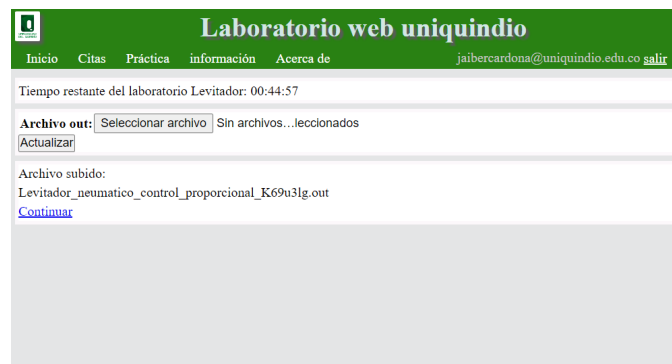 Laboratorio web uniquindio
Inicio Citas Práctica información Acerca de jaibercardona@uniquindio.edu.co salir
Tiempo restante del laboratorio Levitador: 00:44:57
Archivo out: Seleccionar archivo Sin archivos…leccionados
Actualizar
Archivo subido:
Levitador_neumatico_control_proporcional_K69u3lg.out
Continuar